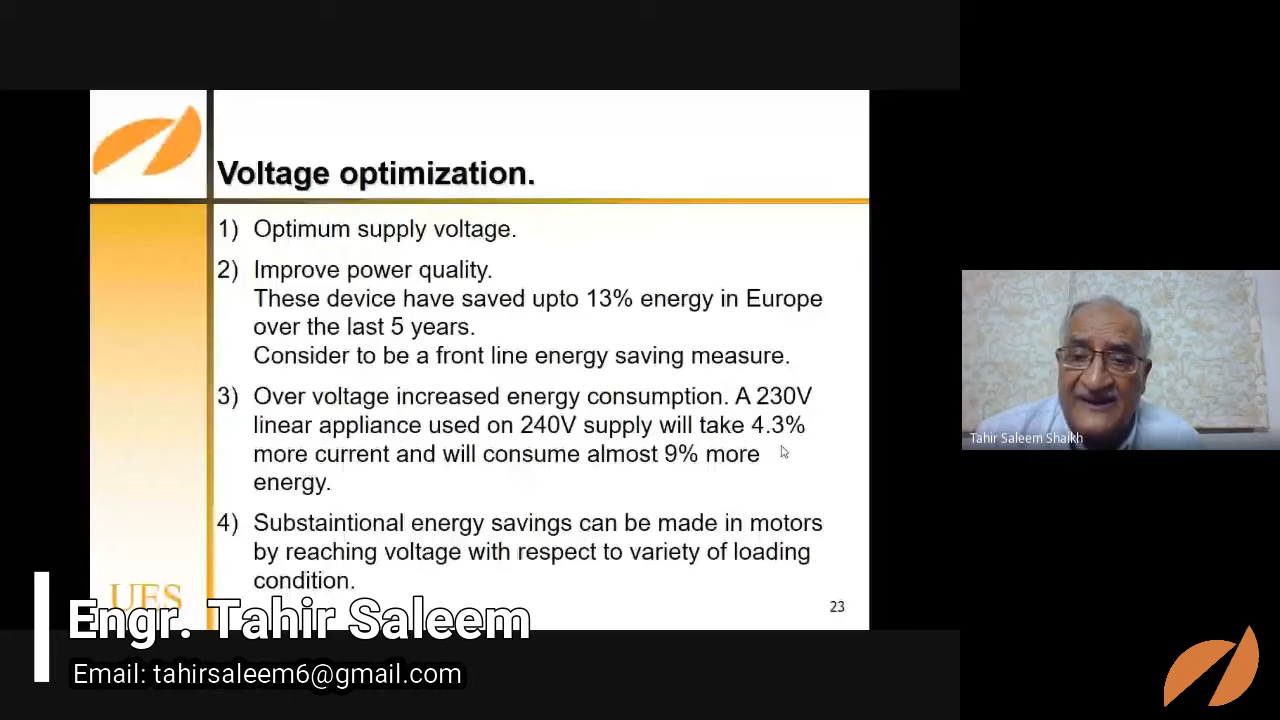 Voltage optimization.
1) Optimum supply voltage.
2) Improve power quality.
These device have saved upto 13% energy in Europe
over the last 5 years.
Consider to be a front line energy saving measure.
3) Over voltage increased energy consumption. A 230V
linear appliance used on 240V supply will take 4.3%
more current and will consume almost 9% more
energy.
4) Substaintional energy savings can be made in motors
by reaching voltage with respect to variety of loading
condition.
UES
23
Tahir Saleem Shaikh
Engr. Tahir Saleem
Email: tahirsaleem6@gmail.com